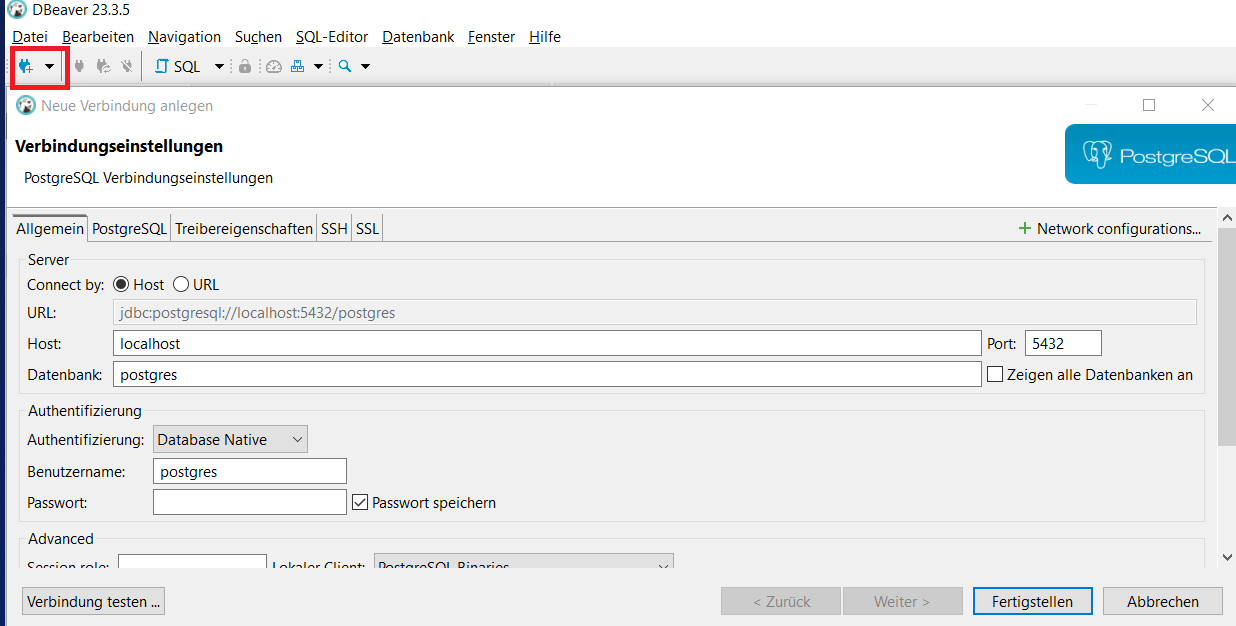 DBeaver 23.3.5
Datei Bearbeiten Navigation Suchen SQL-Editor Datenbank Fenster Hilfe
SQL
Neue Verbindung anlegen
Verbindungseinstellungen
PostgreSQL Verbindungseinstellungen
PostgreSQL
Allgemein PostgreSQL Treibereigenschaften SSH SSL
Network configurations...
Server
Connect by: Host URL
URL: jdbc:postgresql://localhost:5432/postgres
Host: localhost Port: 5432
Datenbank: postgres Zeigen alle Datenbanken an
Authentifizierung
Authentifizierung: Database Native
Benutzername: postgres
Passwort: Passwort speichern
Advanced
Session role: Lokaler Client: PostgreSQL Binaries
Verbindung testen ... < Zurück Weiter > Fertigstellen Abbrechen